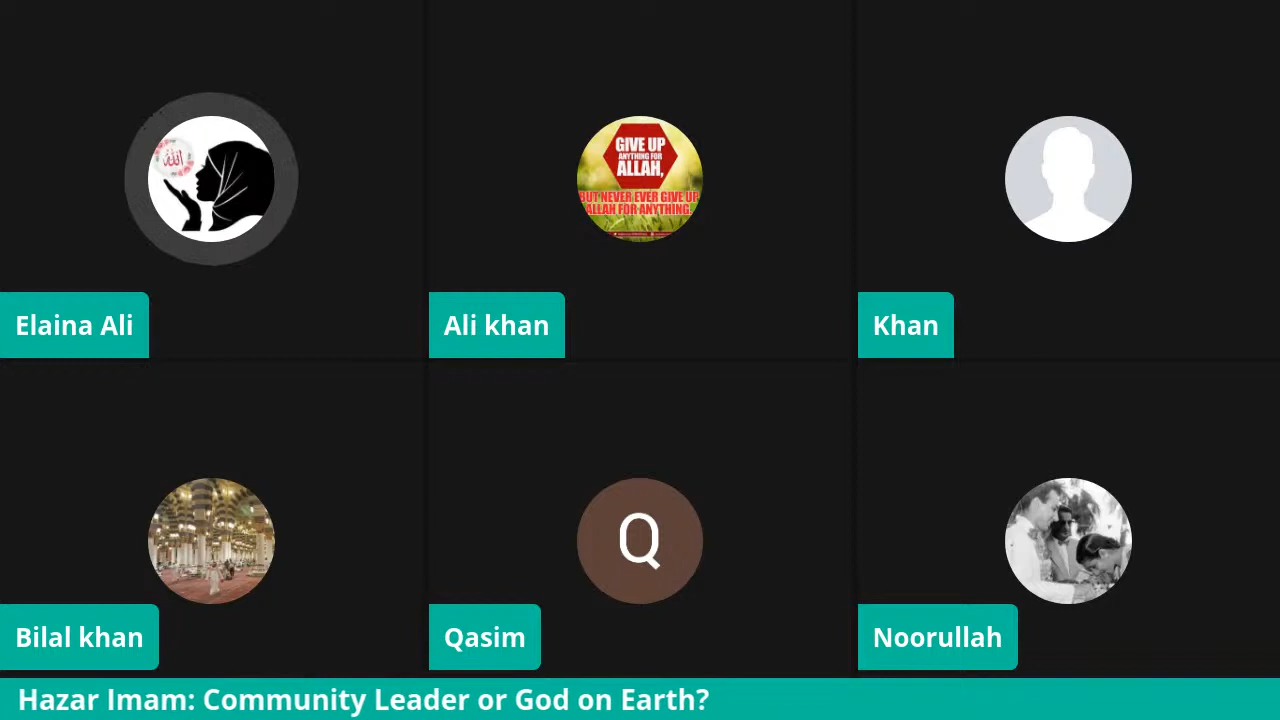 الله
GIVE UP
ANYTHING FOR
ALLAH,
BUT NEVER EVER GIVE UP
ALLAH FOR ANYTHING.
Elaina Ali
Ali khan
Khan
Q
Bilal khan
Qasim
Noorullah
Hazar Imam: Community Leader or God on Earth?